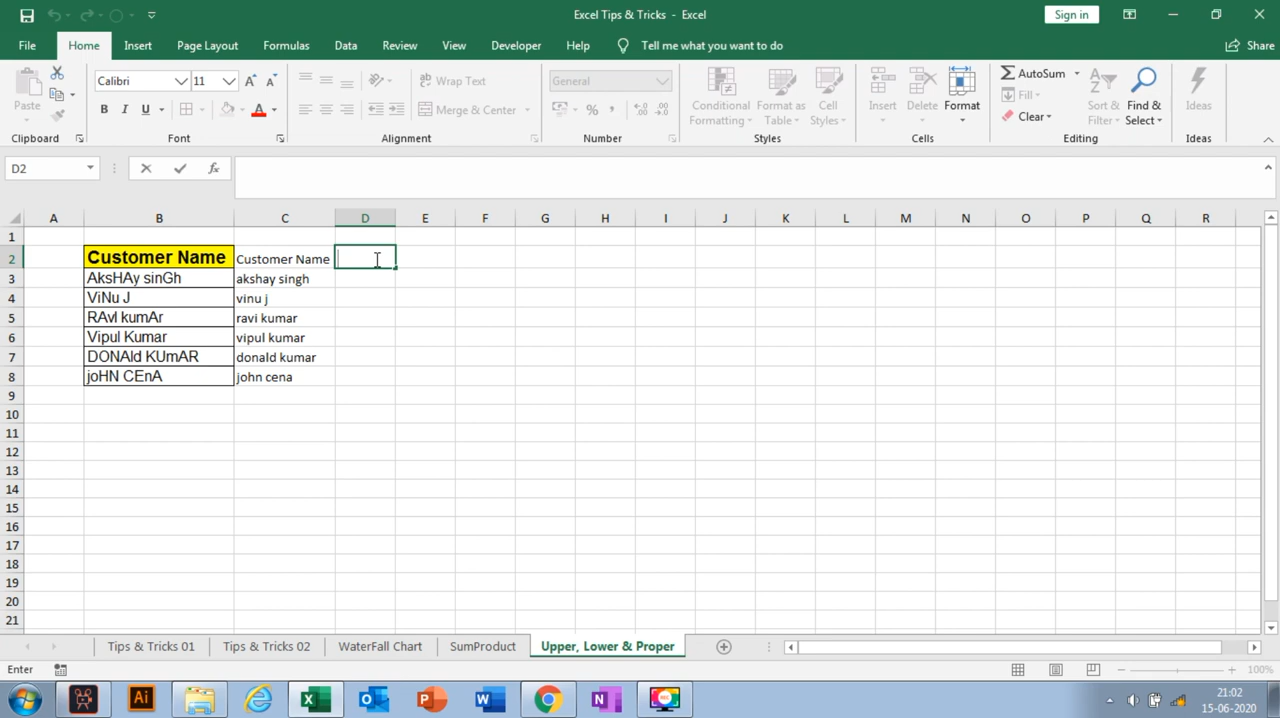 Excel Tips & Tricks - Excel
Sign in
File Home Insert Page Layout Formulas Data Review View Developer Help Tell me what you want to do Share
Paste
Calibri 11
B I U A
Wrap Text
Merge & Center
General
%
Conditional Formatting
Format as Table
Cell Styles
Insert Delete Format
AutoSum
Fill
Clear
Sort & Filter
Find & Select
Ideas
Clipboard Font Alignment Number Styles Cells Editing Ideas
D2 fx
A B C D E F G H I J K L M N O P Q R
1
2 Customer Name Customer Name
3 AksHAy sinGh akshay singh
4 ViNu J vinu j
5 RAvI kumAr ravi kumar
6 Vipul Kumar vipul kumar
7 DONAld KUmAR donald kumar
8 joHN CEnA john cena
9
10
11
12
13
14
15
16
17
18
19
20
21
Tips & Tricks 01 Tips & Tricks 02 WaterFall Chart SumProduct Upper, Lower & Proper
Enter 100%
Ai e X O P W N REC 21:02
15-06-2020